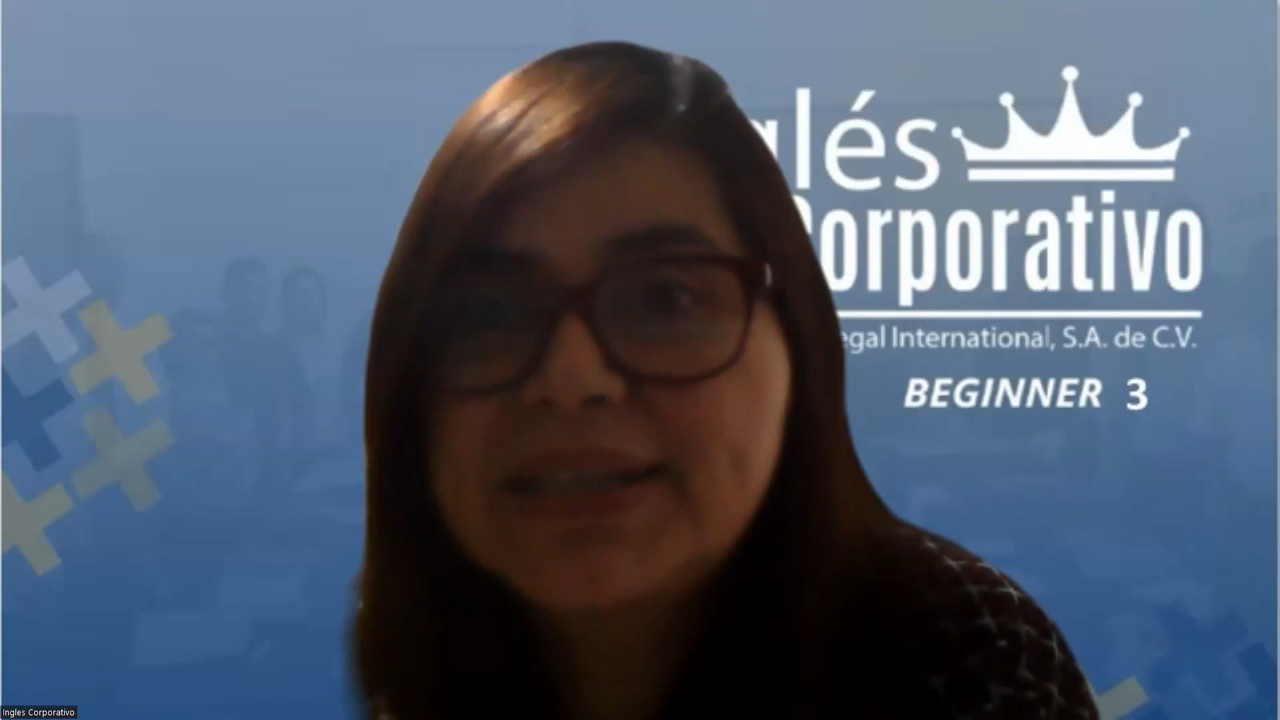 glés
Corporativo
egal International, S.A. de C.V.
BEGINNER 3
Ingles Corporativo